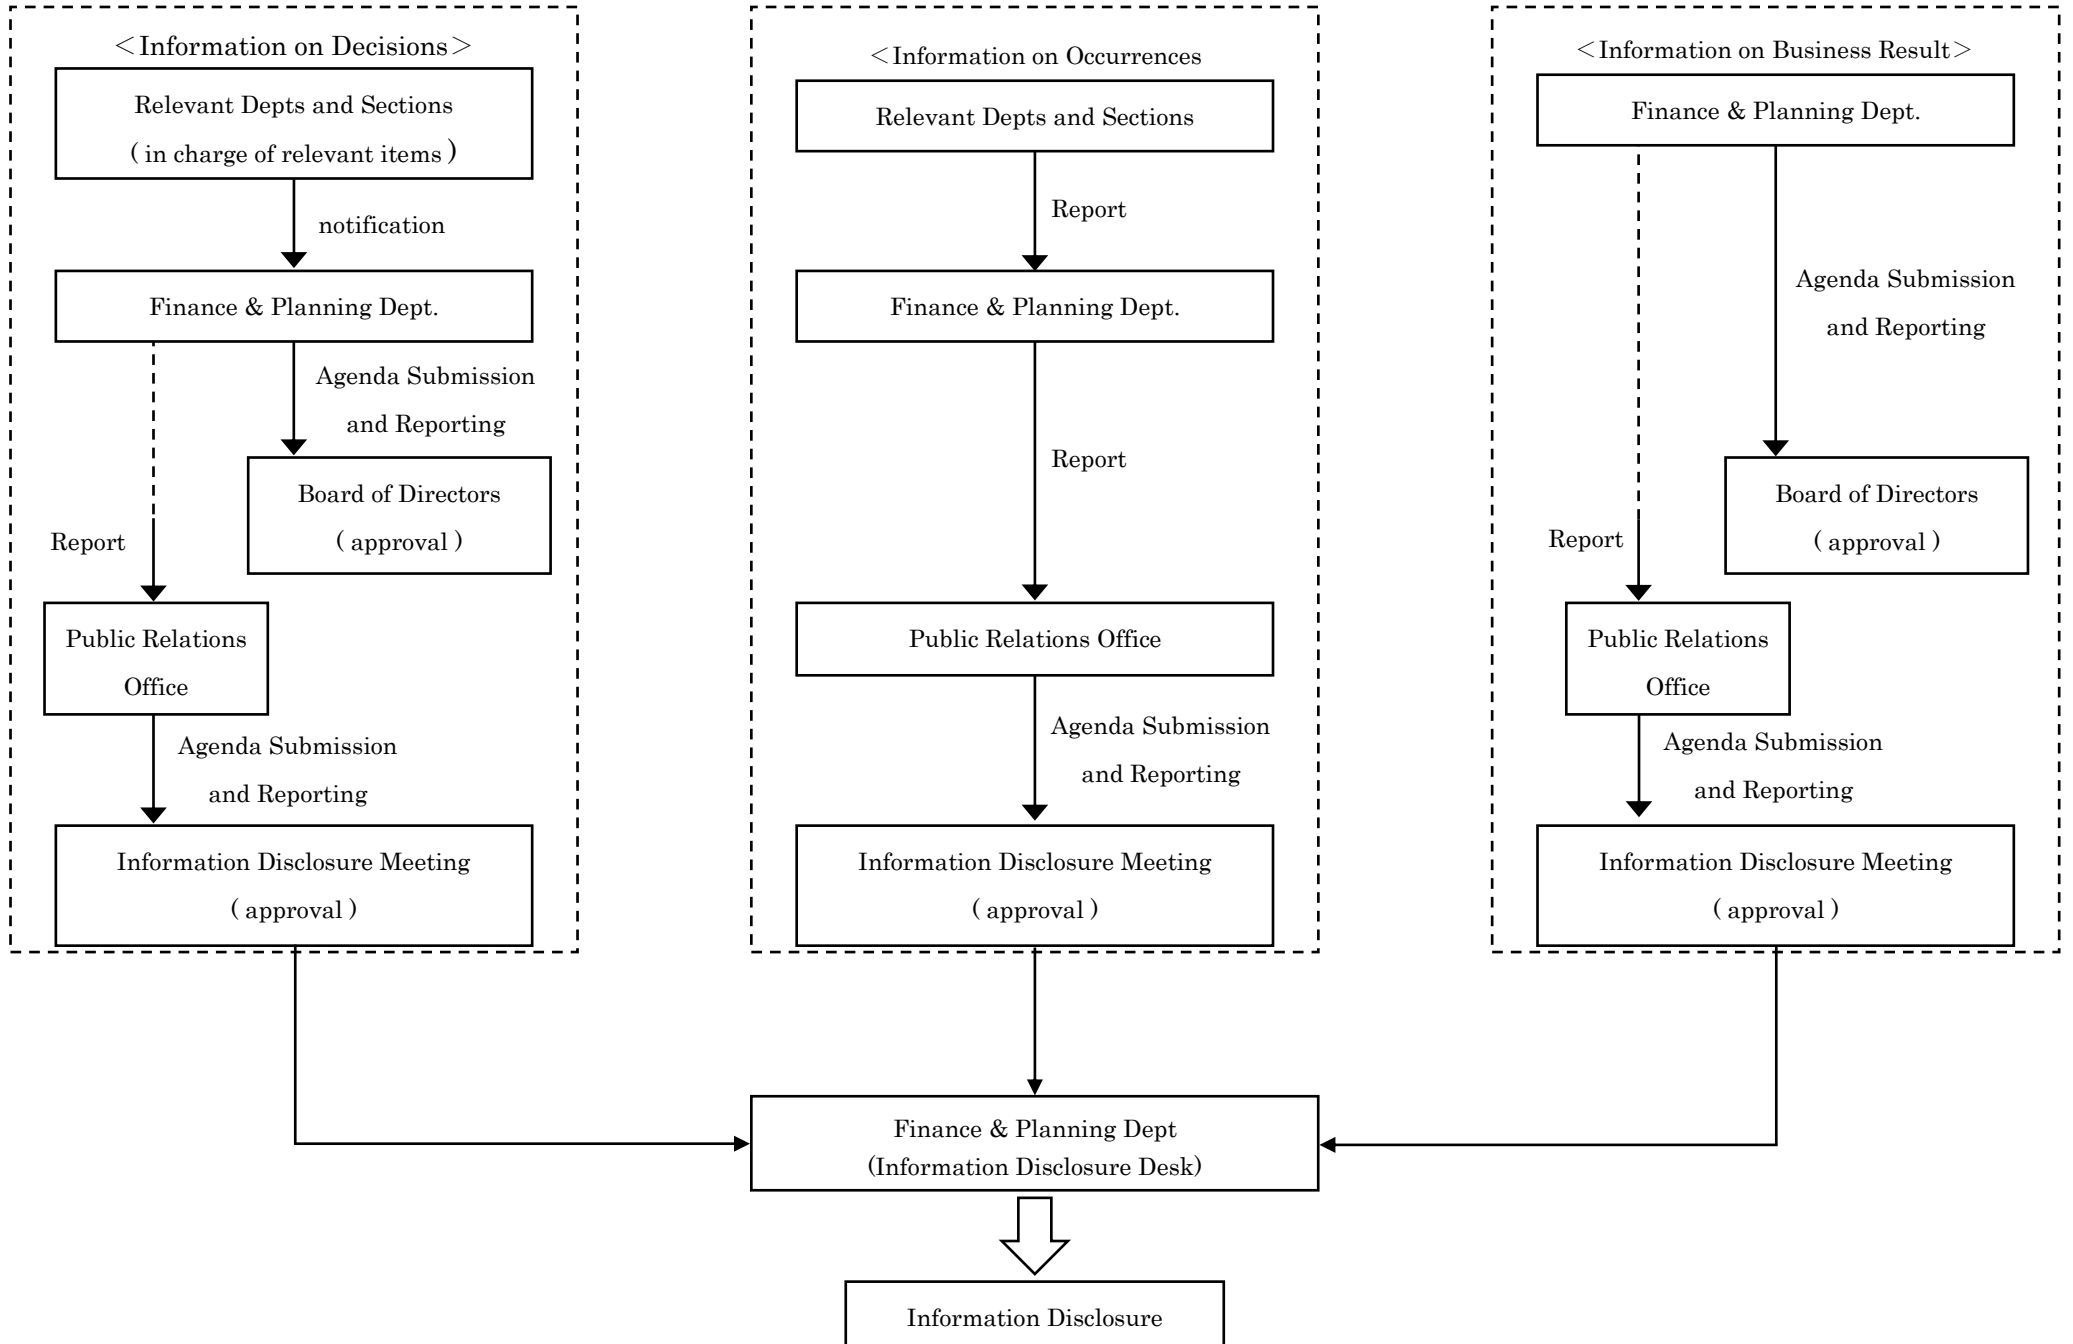 ＜Information on Decisions＞
Relevant Depts and Sections
( in charge of relevant items )
notification
Finance & Planning Dept.
Agenda Submission
and Reporting
Board of Directors
( approval )
Report
Public Relations
Office
Agenda Submission
and Reporting
Information Disclosure Meeting
( approval )
＜Information on Occurrences
Relevant Depts and Sections
Report
Finance & Planning Dept.
Report
Public Relations Office
Agenda Submission
and Reporting
Information Disclosure Meeting
( approval )
＜Information on Business Result＞
Finance & Planning Dept.
Agenda Submission
and Reporting
Board of Directors
( approval )
Report
Public Relations
Office
Agenda Submission
and Reporting
Information Disclosure Meeting
( approval )
Finance & Planning Dept
(Information Disclosure Desk)
Information Disclosure